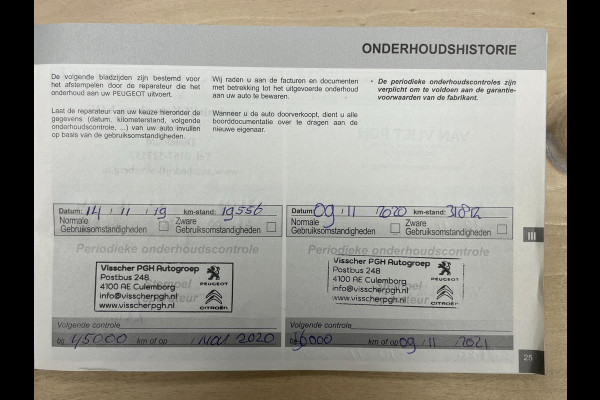 ONDERHOUDSHISTORIE
De volgende bladzijden zijn bestemd voor
het afstempelen door de reparateur die het
onderhoud aan uw PEUGEOT uitvoert.
Laat de reparateur van uw keuze hieronder de
gegevens (datum, kilometerstand, volgende
onderhoudscontrole, ...) van uw auto invullen
op basis van de gebruiksomstandigheden.
Wij raden u aan de facturen en documenten
met betrekking tot het uitgevoerde onderhoud
aan uw auto te bewaren.
Wanneer u de auto doorverkoopt, dient u alle
boorddocumentatie over te dragen aan de
nieuwe eigenaar.
• De periodieke onderhoudscontroles zijn
verplicht om te voldoen aan de garantie-
voorwaarden van de fabrikant.
Datum: 14 / 11 / 19 km-stand: 19556
Normale Zware
Gebruiksomstandigheden Gebruiksomstandigheden
Periodieke onderhoudscontrole
Visscher PGH Autogroep
Postbus 248
4100 AE Culemborg
info@visscherpgh.nl
www.visscherpgh.nl
PEUGEOT
CITROËN
Volgende controle
bij 45000 km of op / Nov / 2020
Datum: 09 / 11 / 2020 km-stand:
Normale Zware
Gebruiksomstandigheden Gebruiksomstandigheden
Periodieke onderhoudscontrole
Visscher PGH Autogroep
Postbus 248
4100 AE Culemborg
info@visscherpgh.nl
www.visscherpgh.nl
PEUGEOT
CITROËN
Volgende controle
km of op 09 / 11 / 2021
III
25